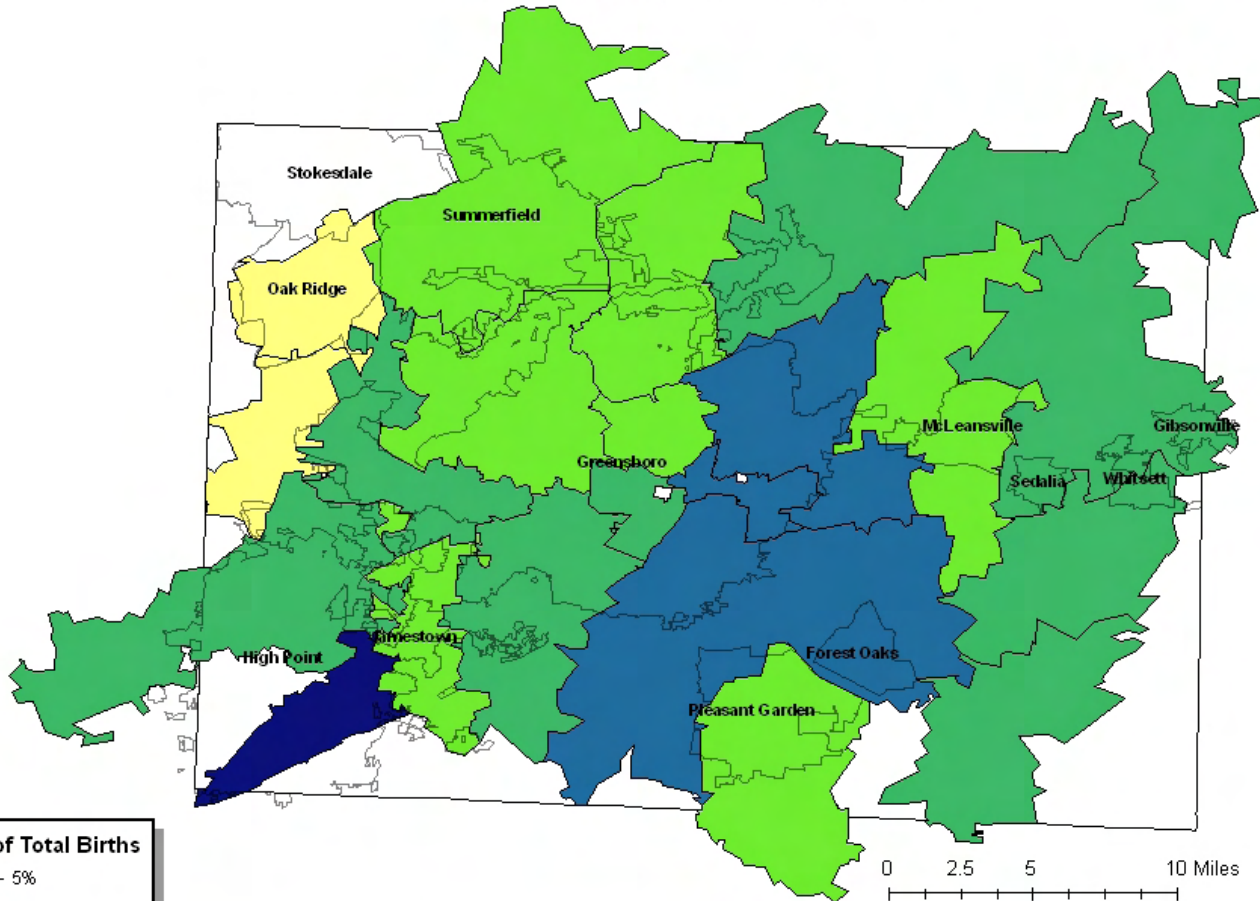 Stokesdale
Summerfield
Oak Ridge
McLeansville
Gibsonville
Greensboro
Sedalia
Whitsett
Jamestown
High Point
Forest Oaks
Pleasant Garden
of Total Births
- 5%
0 2.5 5 10 Miles